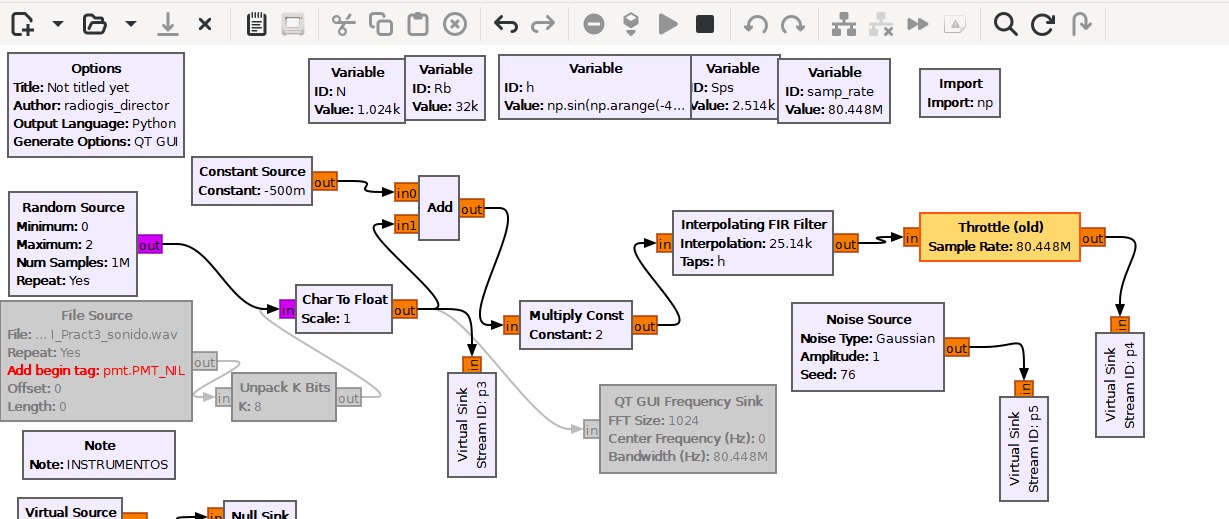 Options
Title: Not titled yet
Author: radiogis_director
Output Language: Python
Generate Options: QT GUI
Variable
ID: N
Value: 1.024k
Variable
ID: Rb
Value: 32k
Variable
ID: h
Value: np.sin(np.arange(-4...
Variable
ID: Sps
Value: 2.514k
Variable
ID: samp_rate
Value: 80.448M
Import
Import: np
Constant Source
Constant: -500m
out
in0
in1
Add
out
Random Source
Minimum: 0
Maximum: 2
Num Samples: 1M
Repeat: Yes
out
in
Char To Float
Scale: 1
out
in
Multiply Const
Constant: 2
out
in
Interpolating FIR Filter
Interpolation: 25.14k
Taps: h
out
in
Throttle (old)
Sample Rate: 80.448M
out
in
Virtual Sink
Stream ID: p4
File Source
File: ... I_Pract3_sonido.wav
Repeat: Yes
Add begin tag: pmt.PMT_NIL
Offset: 0
Length: 0
out
in
Unpack K Bits
K: 8
out
in
Virtual Sink
Stream ID: p3
in
QT GUI Frequency Sink
FFT Size: 1024
Center Frequency (Hz): 0
Bandwidth (Hz): 80.448M
Noise Source
Noise Type: Gaussian
Amplitude: 1
Seed: 76
out
in
Virtual Sink
Stream ID: p5
Note
Note: INSTRUMENTOS
Virtual Source
in
Null Sink